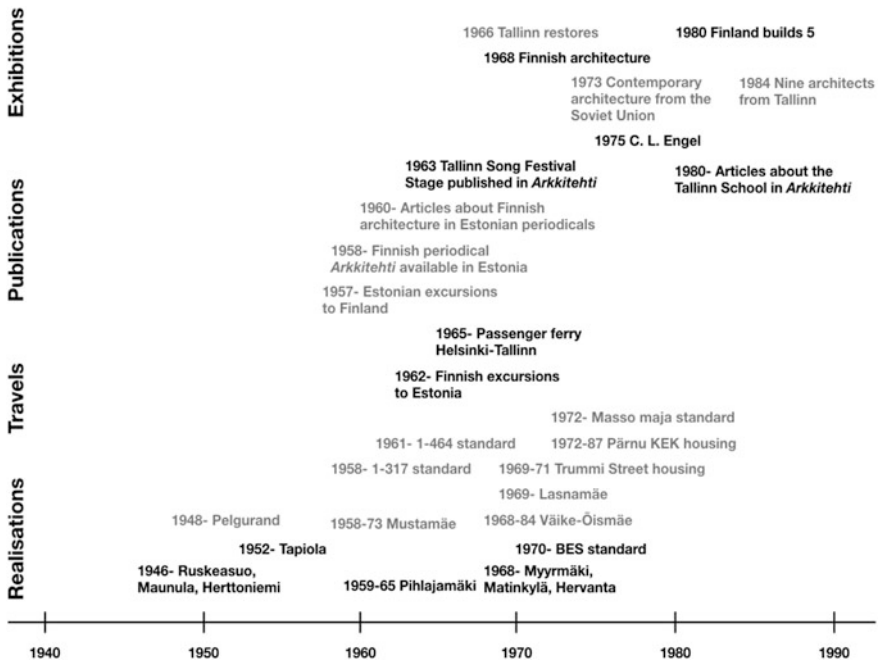 Exhibitions
1966 Tallinn restores
1980 Finland builds 5
1968 Finnish architecture
1973 Contemporary
architecture from the
Soviet Union
1984 Nine architects
from Tallinn
1975 C. L. Engel
Publications
1963 Tallinn Song Festival
Stage published in Arkkitehti
1980- Articles about the
Tallinn School in Arkkitehti
1960- Articles about Finnish
architecture in Estonian periodicals
1958- Finnish periodical
Arkkitehti available in Estonia
1957- Estonian excursions
to Finland
Travels
1965- Passenger ferry
Helsinki-Tallinn
1962- Finnish excursions
to Estonia
1972- Masso maja standard
1961- 1-464 standard
1972-87 Pärnu KEK housing
1958- 1-317 standard
1969-71 Trummi Street housing
Realisations
1969- Lasnamäe
1948- Pelgurand
1958-73 Mustamäe
1968-84 Väike-Õismäe
1952- Tapiola
1970- BES standard
1946- Ruskeasuo,
Maunula, Herttoniemi
1959-65 Pihlajamäki
1968- Myyrmäki,
Matinkylä, Hervanta
1940
1950
1960
1970
1980
1990